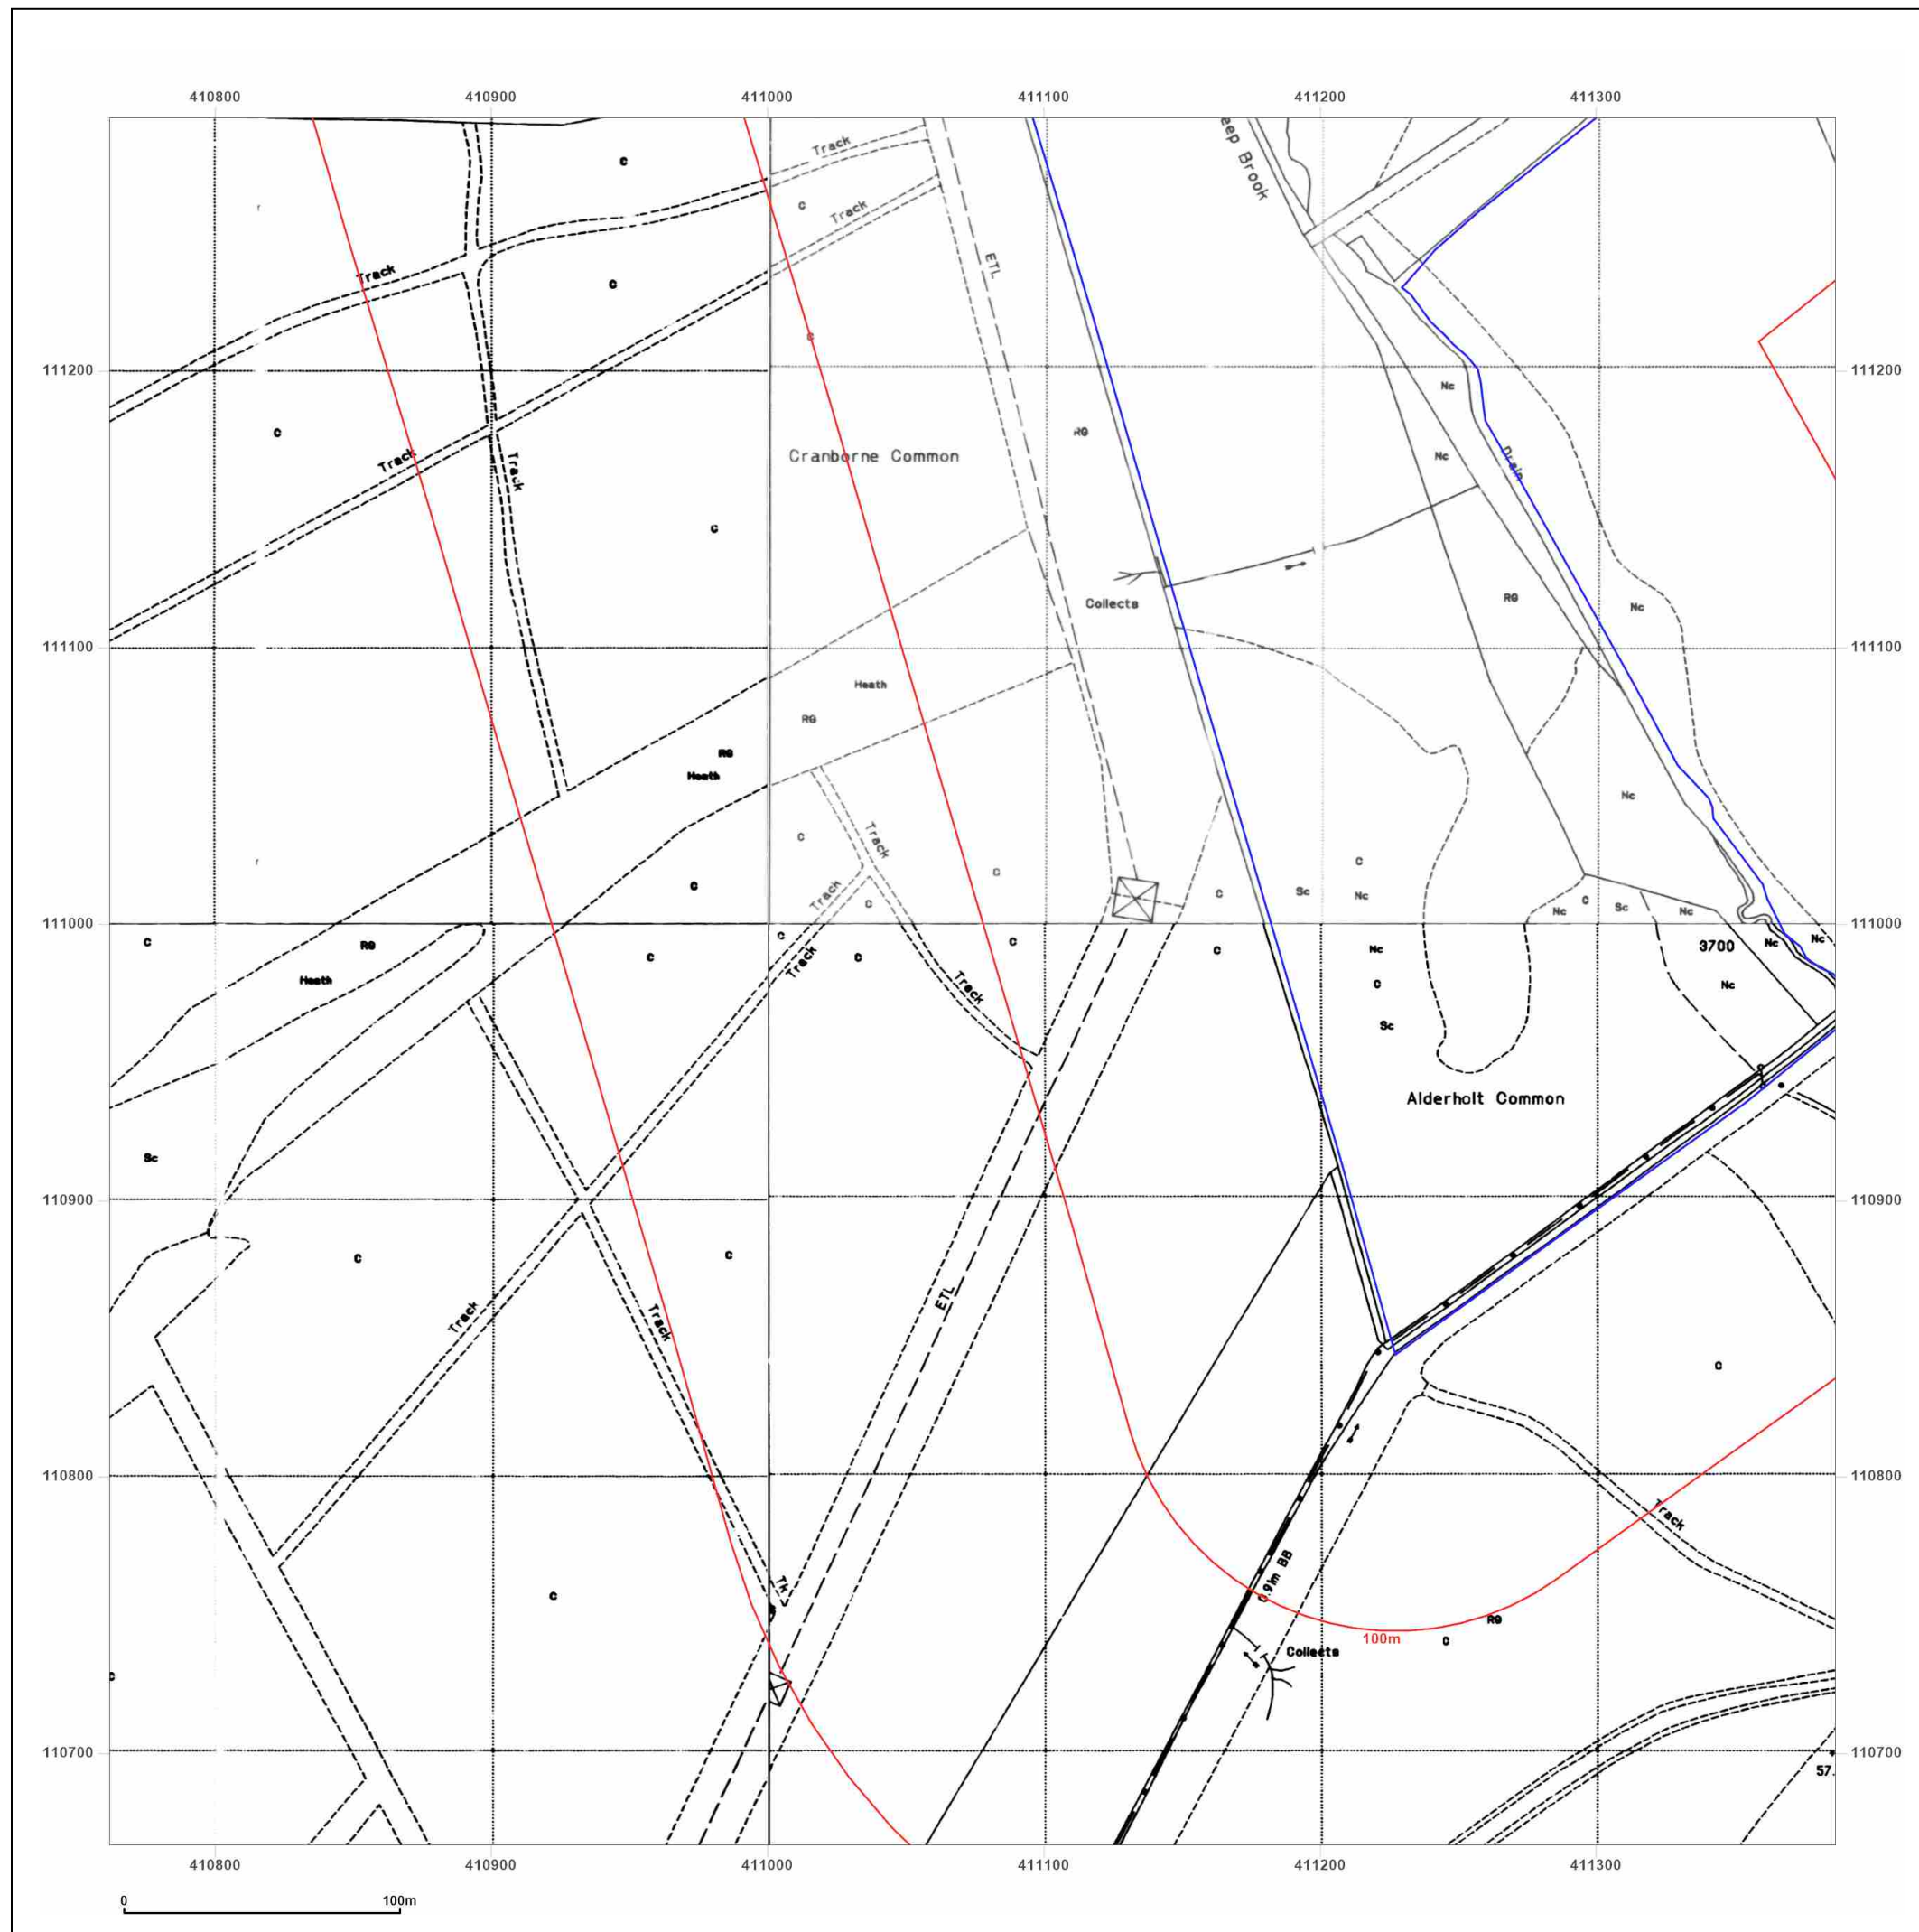 410800 410900 411000 411100 411200 411300
Track
eep Brook
C
C
Track
Track
C
ETL
C
111200 111200
Nc
C
RG
Track
Cranborne Common
Nc
Track
Drain
C
Collects
RG
Nc
111100 111100
Heath
RG
RG
Heath
Nc
C
Track
C
C
C
Track
C
Sc
Nc
C
Sc
Nc
Nc
C
111000 111000
C
RG
C
C
C
C
C
Nc
3700
Nc
Nc
Heath
Track
Track
C
Nc
Sc
Alderholt Common
Sc
110900 110900
C
C
ETL
Track
Track
C
110800 110800
Track
0.91m BB
Tk
C
RG
100m
C
Collects
C
110700 110700
57.
410800 410900 411000 411100 411200 411300
0 100m